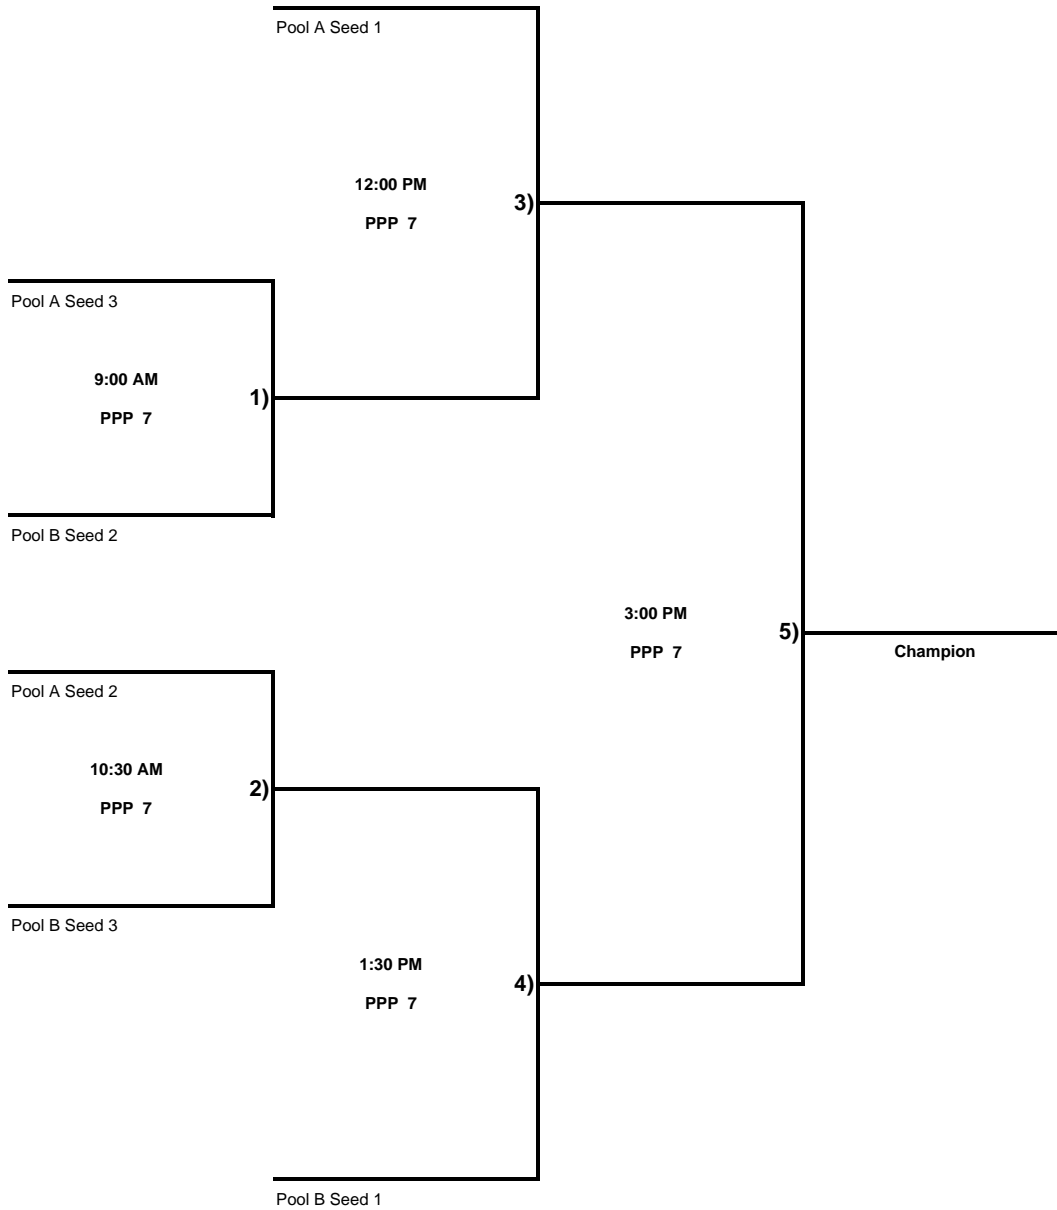 Pool A Seed 1
12:00 PM
3)
PPP 7
Pool A Seed 3
9:00 AM
1)
PPP 7
Pool B Seed 2
3:00 PM
5)
PPP 7
Champion
Pool A Seed 2
10:30 AM
2)
PPP 7
Pool B Seed 3
1:30 PM
4)
PPP 7
Pool B Seed 1